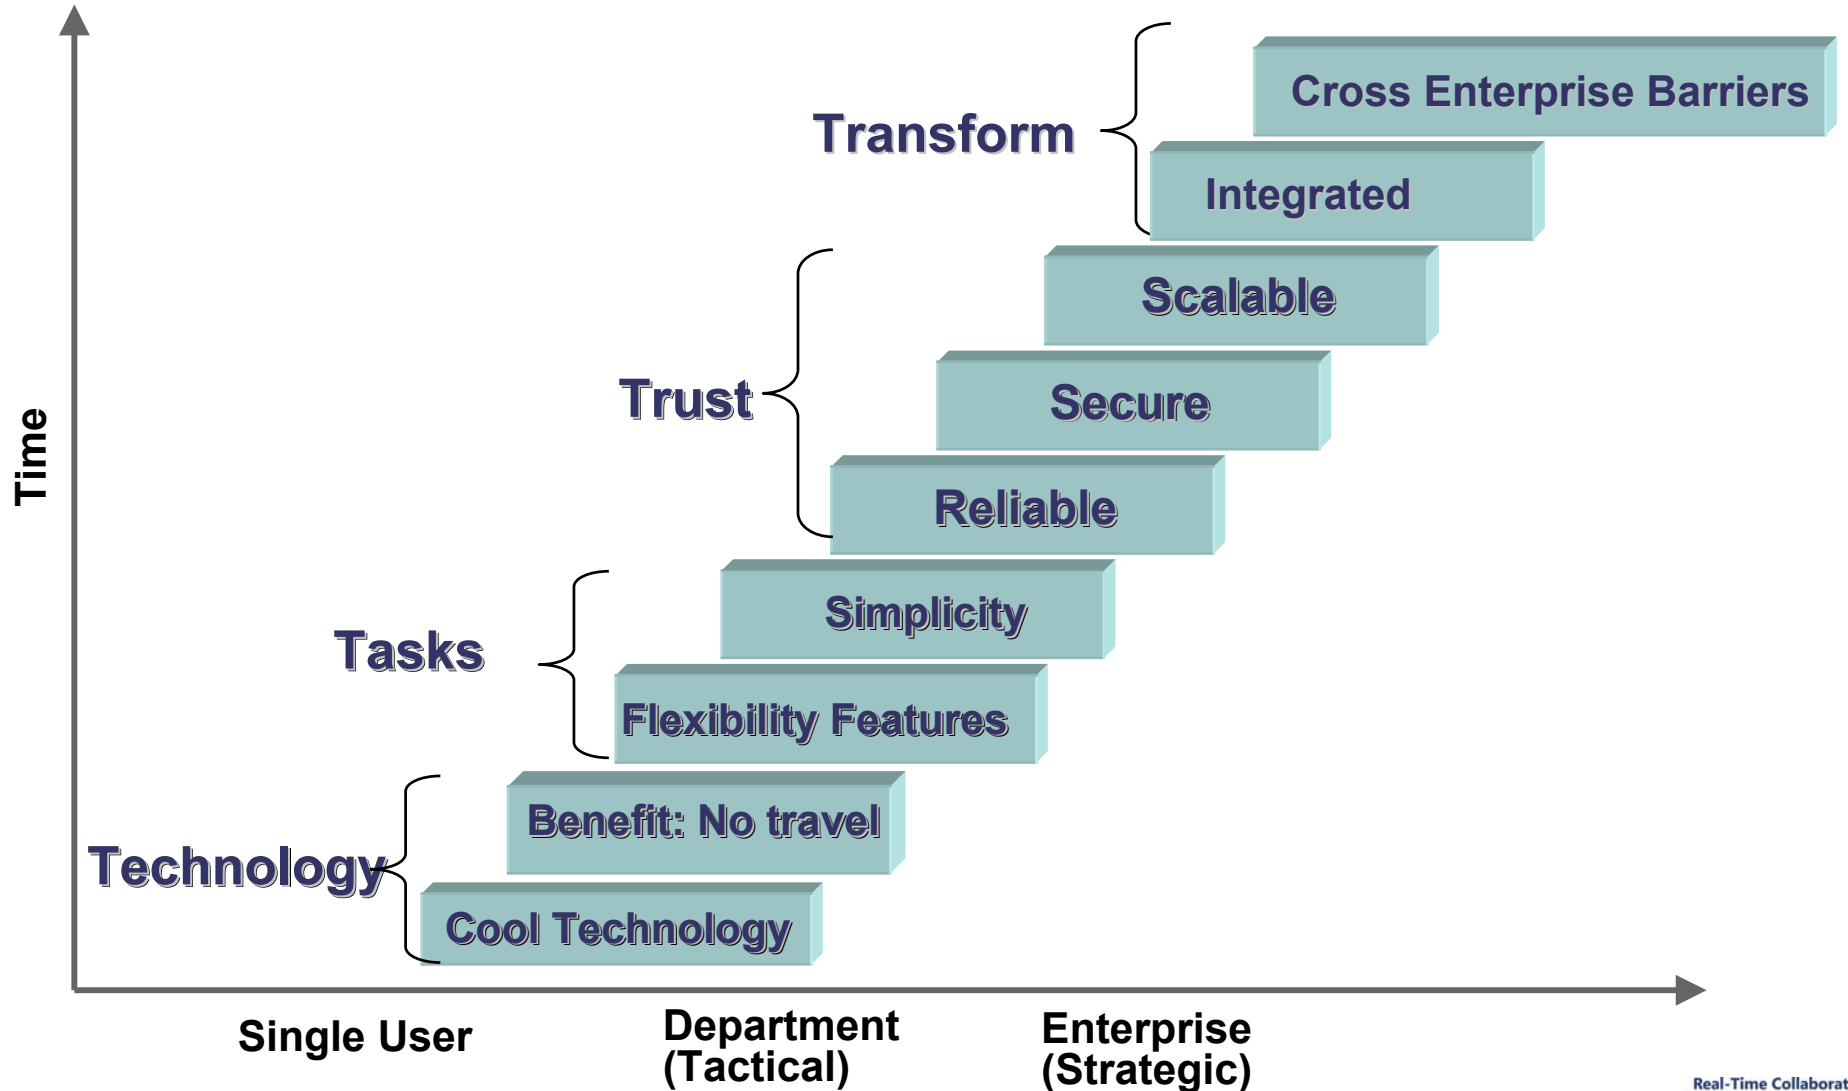 Cross Enterprise Barriers
Transform
Integrated
Scalable
Trust
Secure
Reliable
Time
Simplicity
Tasks
Flexibility Features
Benefit: No travel
Technology
Cool Technology
Single User
Department
(Tactical)
Enterprise
(Strategic)
Real-Time Collaborat